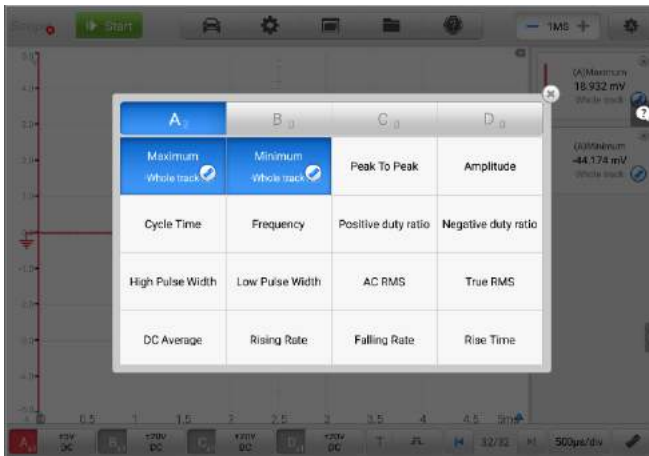 Start
1MS
(A)Maximum
18.932 mV
Whole track
(A)Minimum
-44.174 mV
Whole track
A
B
C
D
Maximum
Whole track
Minimum
Whole track
Peak To Peak
Amplitude
Cycle Time
Frequency
Positive duty ratio
Negative duty ratio
High Pulse Width
Low Pulse Width
AC RMS
True RMS
DC Average
Rising Rate
Falling Rate
Rise Time
0.5 1 1.5 2 2.5 3 3.5 4 4.5 5ms
A
DC
B
DC
C
DC
D
DC
T
32/32
500µs/div